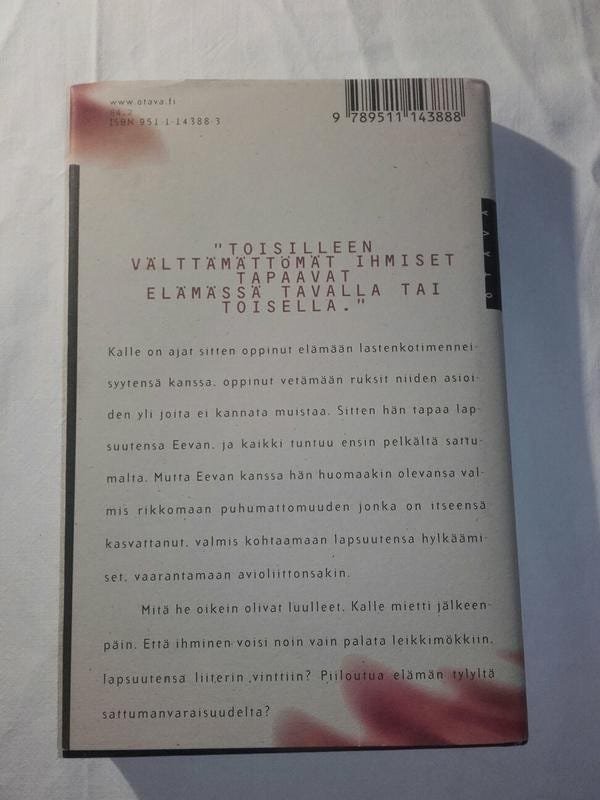 www.otava.fi
84.2
ISBN 951-1-14388-3
9 789511 143888
OTAVA
"TOISILLEEN
VÄLTTÄMÄTTÖMÄT IHMISET
TAPAAVAT
ELÄMÄSSÄ TAVALLA TAI
TOISELLA."
Kalle on ajat sitten oppinut elämään lastenkotimennei-
syytensä kanssa, oppinut vetämään ruksit niiden asioi-
den yli joita ei kannata muistaa. Sitten hän tapaa lap-
suutensa Eevan, ja kaikki tuntuu ensin pelkältä sattu-
malta. Mutta Eevan kanssa hän huomaakin olevansa val-
mis rikkomaan puhumattomuuden jonka on itseensä
kasvattanut, valmis kohtaamaan lapsuutensa hylkäämi-
set, vaarantamaan avioliittonsakin.
Mitä he oikein olivat luulleet, Kalle mietti jälkeen-
päin. Että ihminen voisi noin vain palata leikkimökkiin,
lapsuutensa liiterin vinttiin? Piiloutua elämän tylyltä
sattumanvaraisuudelta?